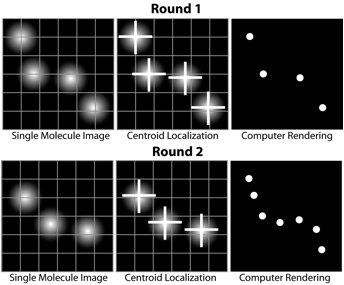 Round 1
Single Molecule Image Centroid Localization Computer Rendering
Round 2
Single Molecule Image Centroid Localization Computer Rendering